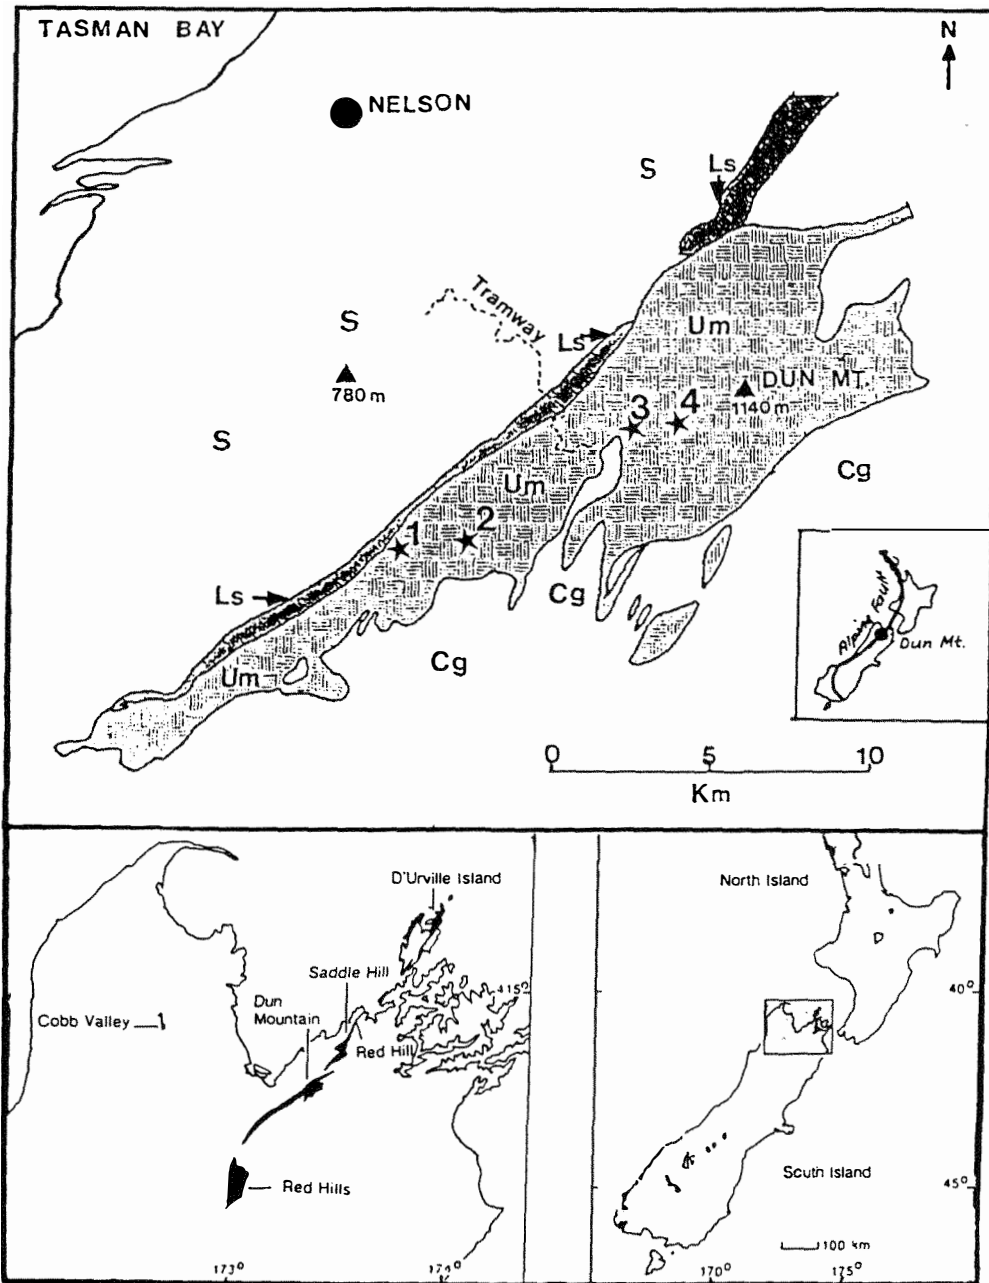 TASMAN BAY
N
NELSON
S
Ls
Tramway
S
Um
Ls
780 m
DUN MT.
1140 m
3
4
S
Cg
Um
1
2
Ls
Cg
Alpine Fault
Dun Mt.
Um
Cg
0 5 10
Km
D'Urville Island
Saddle Hill
415°
Dun
Mountain
Cobb Valley
Red Hill
Red Hills
173°
174°
North Island
40°
South Island
45°
100 km
170°
175°